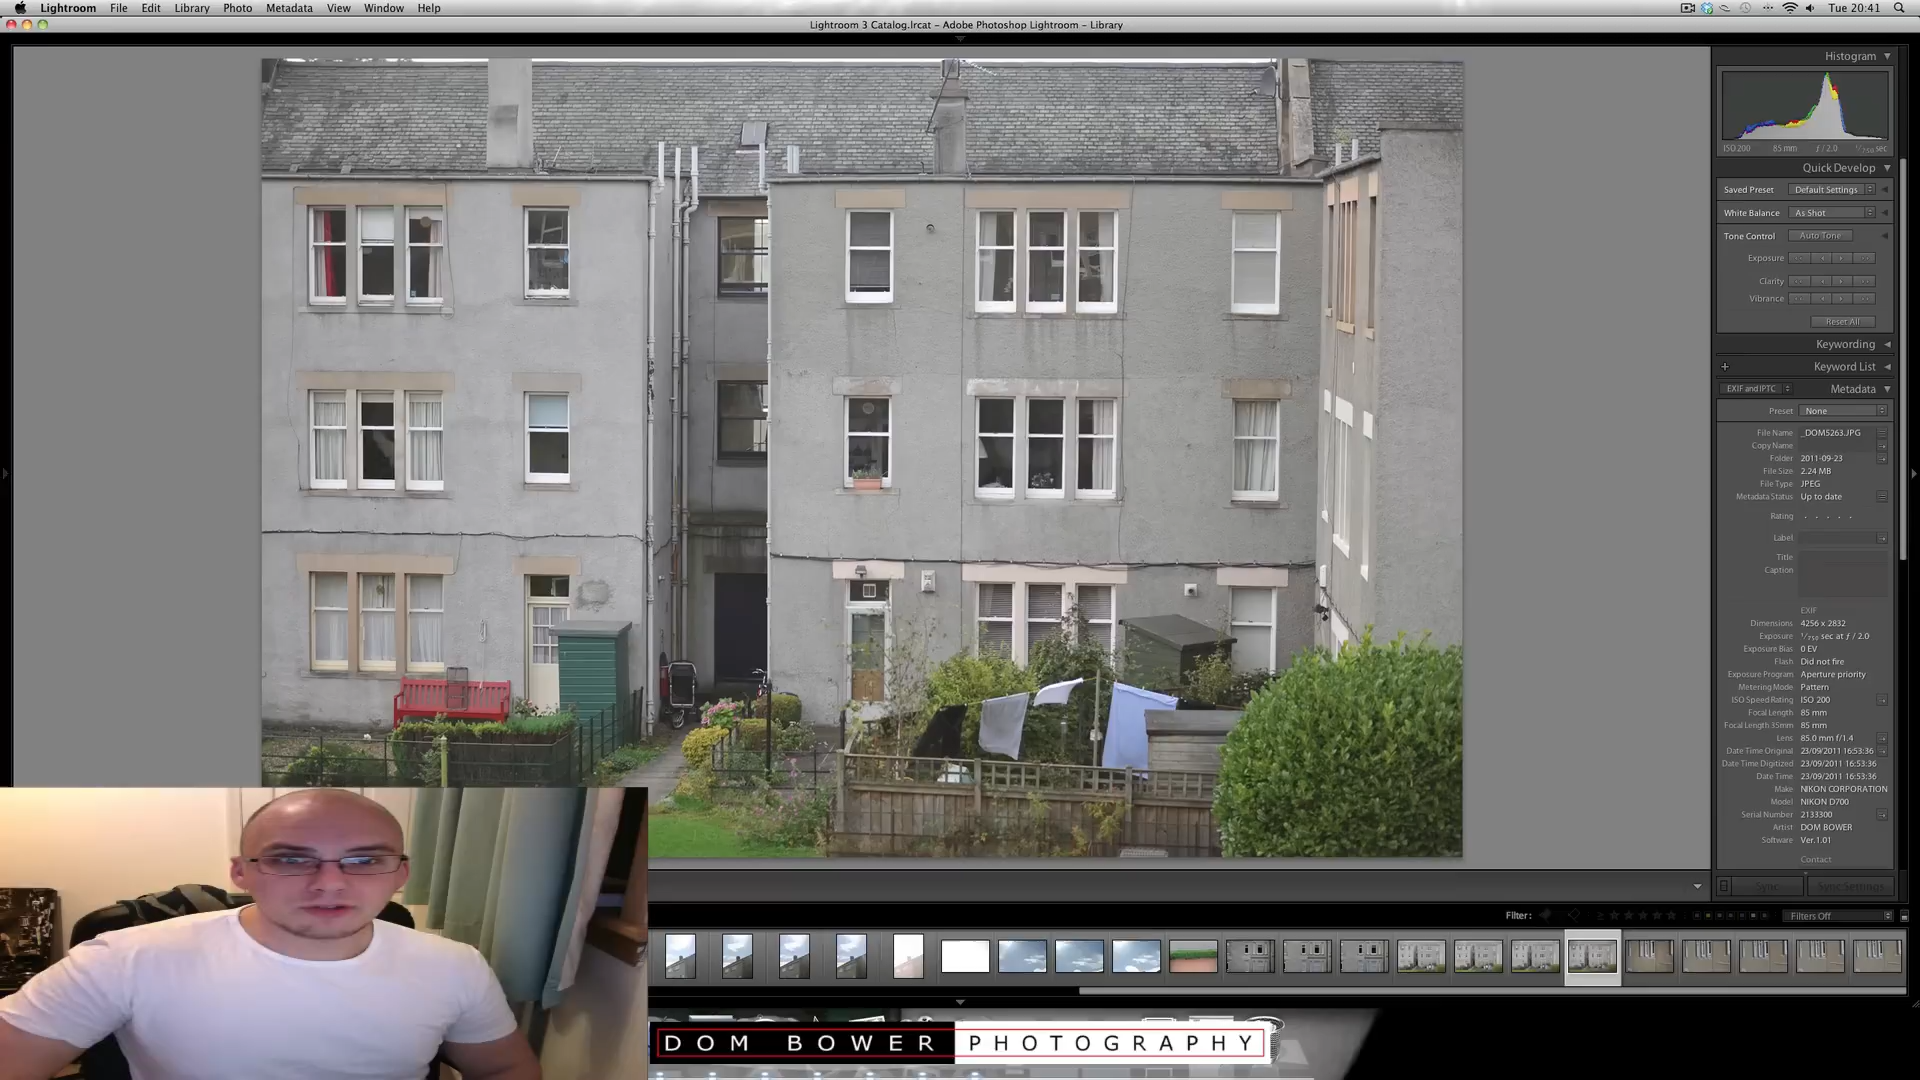 Lightroom File Edit Library Photo Metadata View Window Help
Tue 20:41
Lightroom 3 Catalog.lrcat - Adobe Photoshop Lightroom - Library
Histogram
ISO 200 85 mm ƒ / 2.0 1/750 sec
Quick Develop
Saved Preset Default Settings
White Balance As Shot
Tone Control Auto Tone
Exposure
Clarity
Vibrance
Reset All
Keywording
Keyword List
EXIF and IPTC Metadata
Preset None
File Name _DOM5263.JPG
Copy Name
Folder 2011-09-23
File Size 2.24 MB
File Type JPEG
Metadata Status Up to date
Rating
Label
Title
Caption
EXIF
Dimensions 4256 x 2832
Exposure 1/750 sec at ƒ / 2.0
Exposure Bias 0 EV
Flash Did not fire
Exposure Program Aperture priority
Metering Mode Pattern
ISO Speed Rating ISO 200
Focal Length 85 mm
Focal Length 35mm 85 mm
Lens 85.0 mm f/1.4
Date Time Original 23/09/2011 16:53:36
Date Time Digitized 23/09/2011 16:53:36
Date Time 23/09/2011 16:53:36
Make NIKON CORPORATION
Model NIKON D700
Serial Number 2133300
Artist DOM BOWER
Software Ver.1.01
Contact
Sync Sync Settings
Filter: Filters Off
DOM BOWER PHOTOGRAPHY